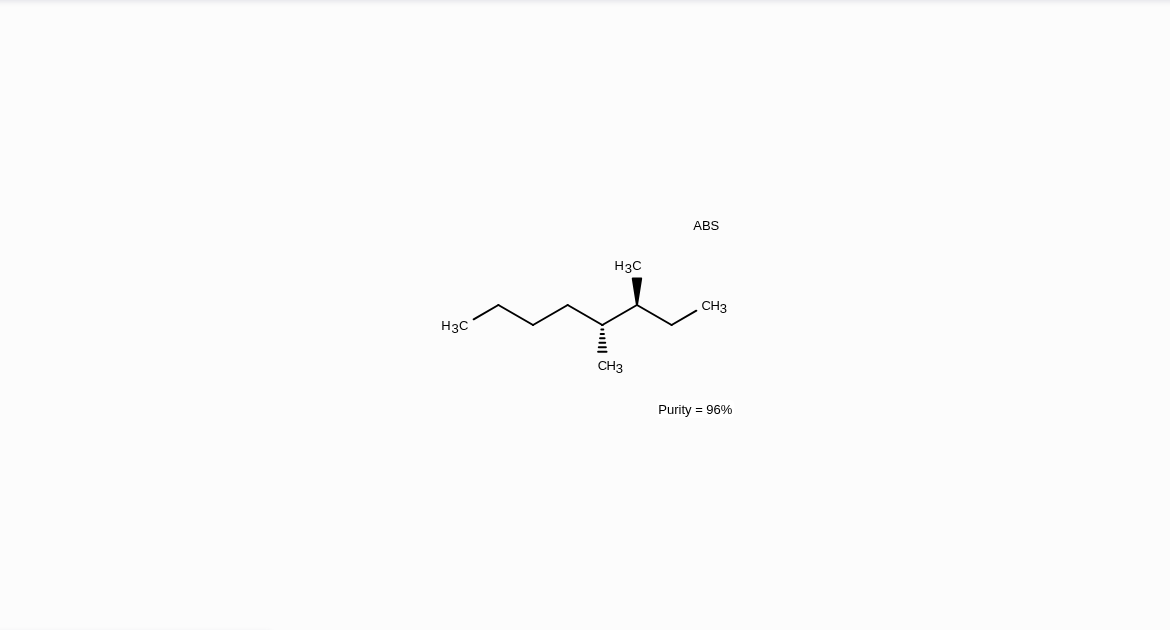 ABS
H3C
CH3
H3C
CH3
Purity = 96%